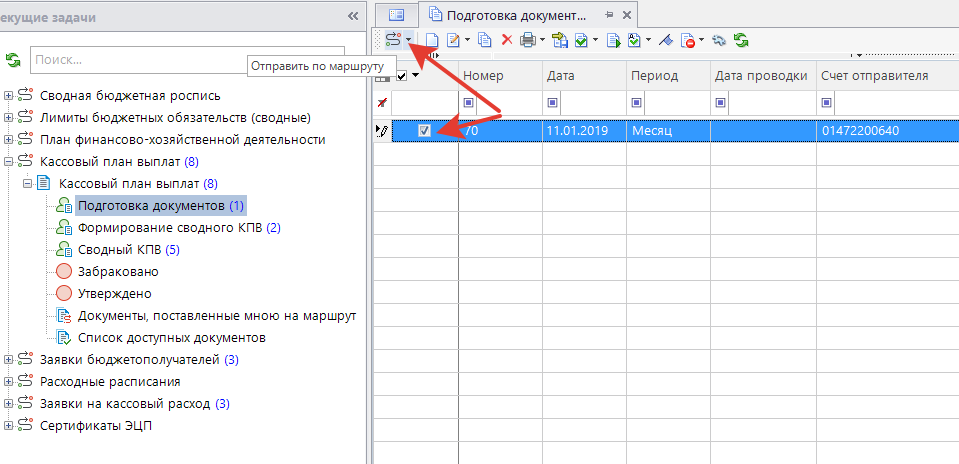 екущие задачи
Подготовка документ...
Поиск...
Отправить по маршруту
Номер
Дата
Период
Дата проводки
Счет отправителя
70
11.01.2019
Месяц
01472200640
Сводная бюджетная роспись
Лимиты бюджетных обязательств (сводные)
План финансово-хозяйственной деятельности
Кассовый план выплат (8)
Кассовый план выплат (8)
Подготовка документов (1)
Формирование сводного КПВ (2)
Сводный КПВ (5)
Забраковано
Утверждено
Документы, поставленные мною на маршрут
Список доступных документов
Заявки бюджетополучателей (3)
Расходные расписания
Заявки на кассовый расход (3)
Сертификаты ЭЦП